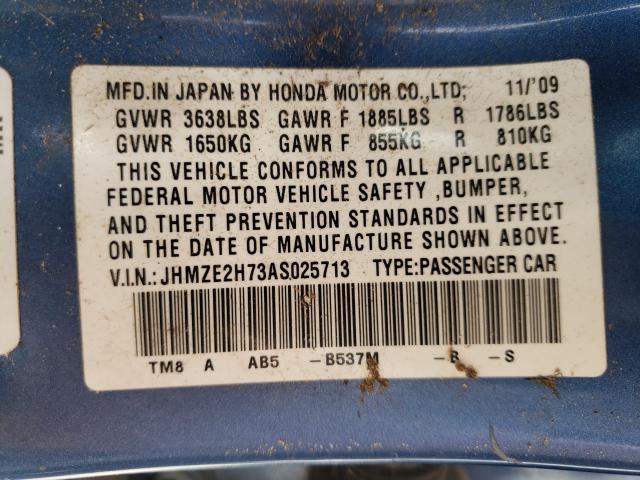 MFD.IN JAPAN BY HONDA MOTOR CO.,LTD; 11/'09
GVWR 3638LBS GAWR F 1885LBS R 1786LBS
GVWR 1650KG GAWR F 855KG R 810KG
THIS VEHICLE CONFORMS TO ALL APPLICABLE
FEDERAL MOTOR VEHICLE SAFETY ,BUMPER,
AND THEFT PREVENTION STANDARDS IN EFFECT
ON THE DATE OF MANUFACTURE SHOWN ABOVE.
V.I.N.: JHMZE2H73AS025713 TYPE:PASSENGER CAR
TM8 A AB5 -B537M -B -S